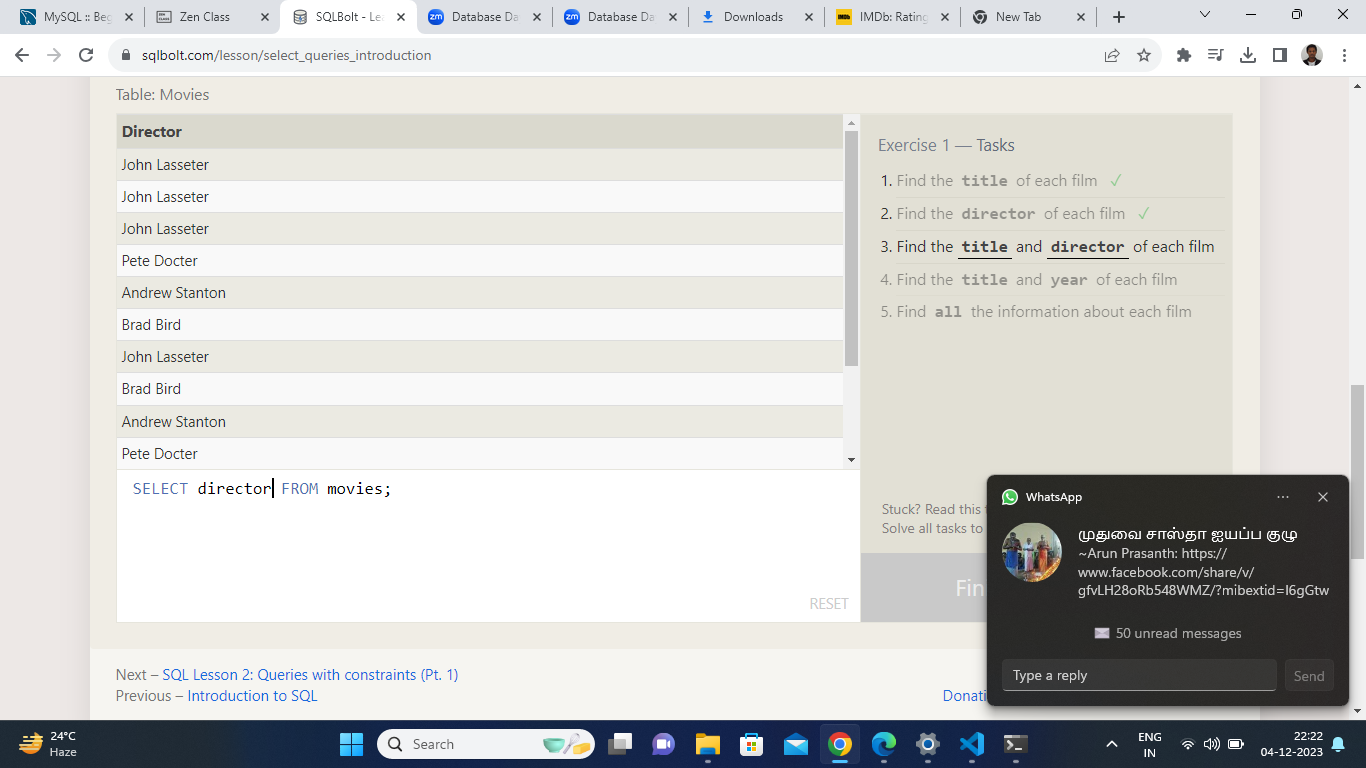 MySQL :: Beg
Zen Class
SQLBolt - Le
Database Da
Database Da
Downloads
IMDb: Rating
New Tab
sqlbolt.com/lesson/select_queries_introduction
Table: Movies
Director
John Lasseter
John Lasseter
John Lasseter
Pete Docter
Andrew Stanton
Brad Bird
John Lasseter
Brad Bird
Andrew Stanton
Pete Docter
SELECT director FROM movies;
RESET
Exercise 1 — Tasks
1. Find the title of each film ✓
2. Find the director of each film ✓
3. Find the title and director of each film
4. Find the title and year of each film
5. Find all the information about each film
Stuck? Read this
Solve all tasks to
Fin
Next – SQL Lesson 2: Queries with constraints (Pt. 1)
Previous – Introduction to SQL
Donati
WhatsApp
முதுவை சாஸ்தா ஐயப்ப குழு
~Arun Prasanth: https://
www.facebook.com/share/v/
gfvLH28oRb548WMZ/?mibextid=I6gGtw
50 unread messages
Type a reply
Send
24°C
Haze
Search
ENG
IN
22:22
04-12-2023